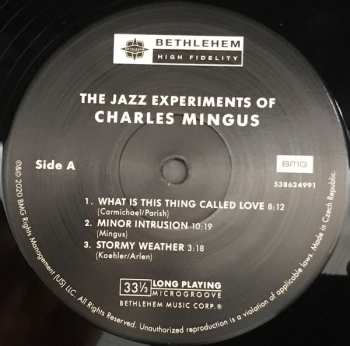 BETHLEHEM
HIGH FIDELITY
THE JAZZ EXPERIMENTS OF
CHARLES MINGUS
Side A
BMG
538624991
1. WHAT IS THIS THING CALLED LOVE 8:12
(Carmichael/Parish)
2. MINOR INTRUSION 10:19
(Mingus)
3. STORMY WEATHER 3:18
(Koehler/Arlen)
33⅓ LONG PLAYING
MICROGROOVE
BETHLEHEM MUSIC CORP.®
©℗ 2020 BMG Rights Management (US) LLC. All Rights Reserved. Unauthorized reproduction is a violation of applicable laws. Made in Czech Republic.